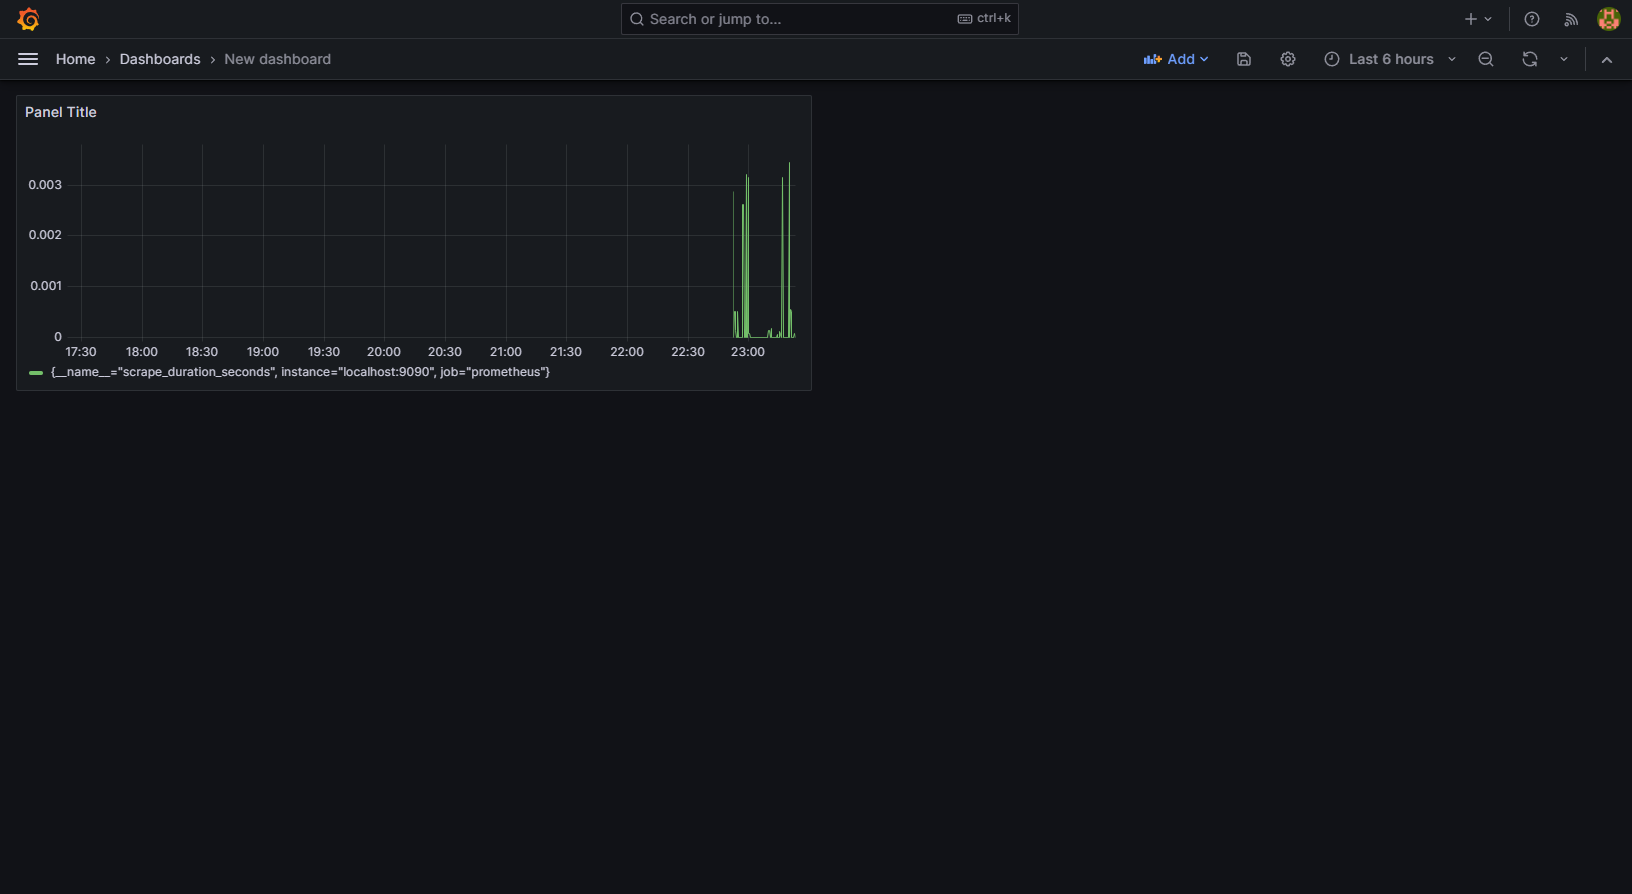 Search or jump to...
ctrl+k
Home › Dashboards › New dashboard
Add
Last 6 hours
Panel Title
0.003
0.002
0.001
0
17:30 18:00 18:30 19:00 19:30 20:00 20:30 21:00 21:30 22:00 22:30 23:00
{__name__="scrape_duration_seconds", instance="localhost:9090", job="prometheus"}